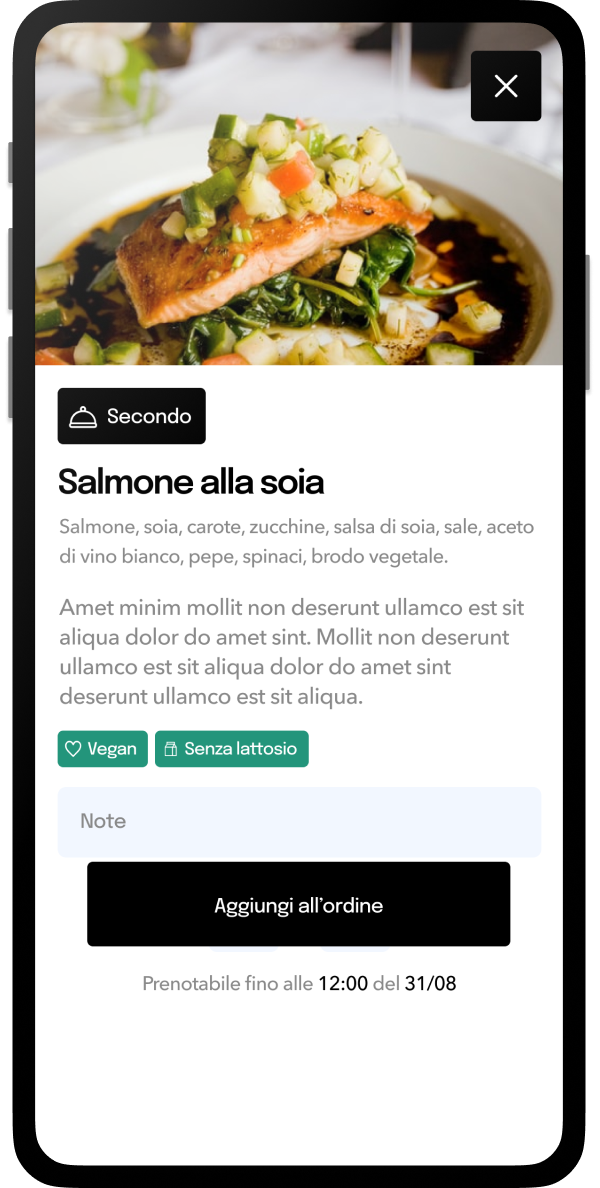 Secondo
Salmone alla soia
Salmone, soia, carote, zucchine, salsa di soia, sale, aceto
di vino bianco, pepe, spinaci, brodo vegetale.
Amet minim mollit non deserunt ullamco est sit
aliqua dolor do amet sint. Mollit non deserunt
ullamco est sit aliqua dolor do amet sint
deserunt ullamco est sit aliqua.
Vegan Senza lattosio
Note
Aggiungi all’ordine
Prenotabile fino alle 12:00 del 31/08